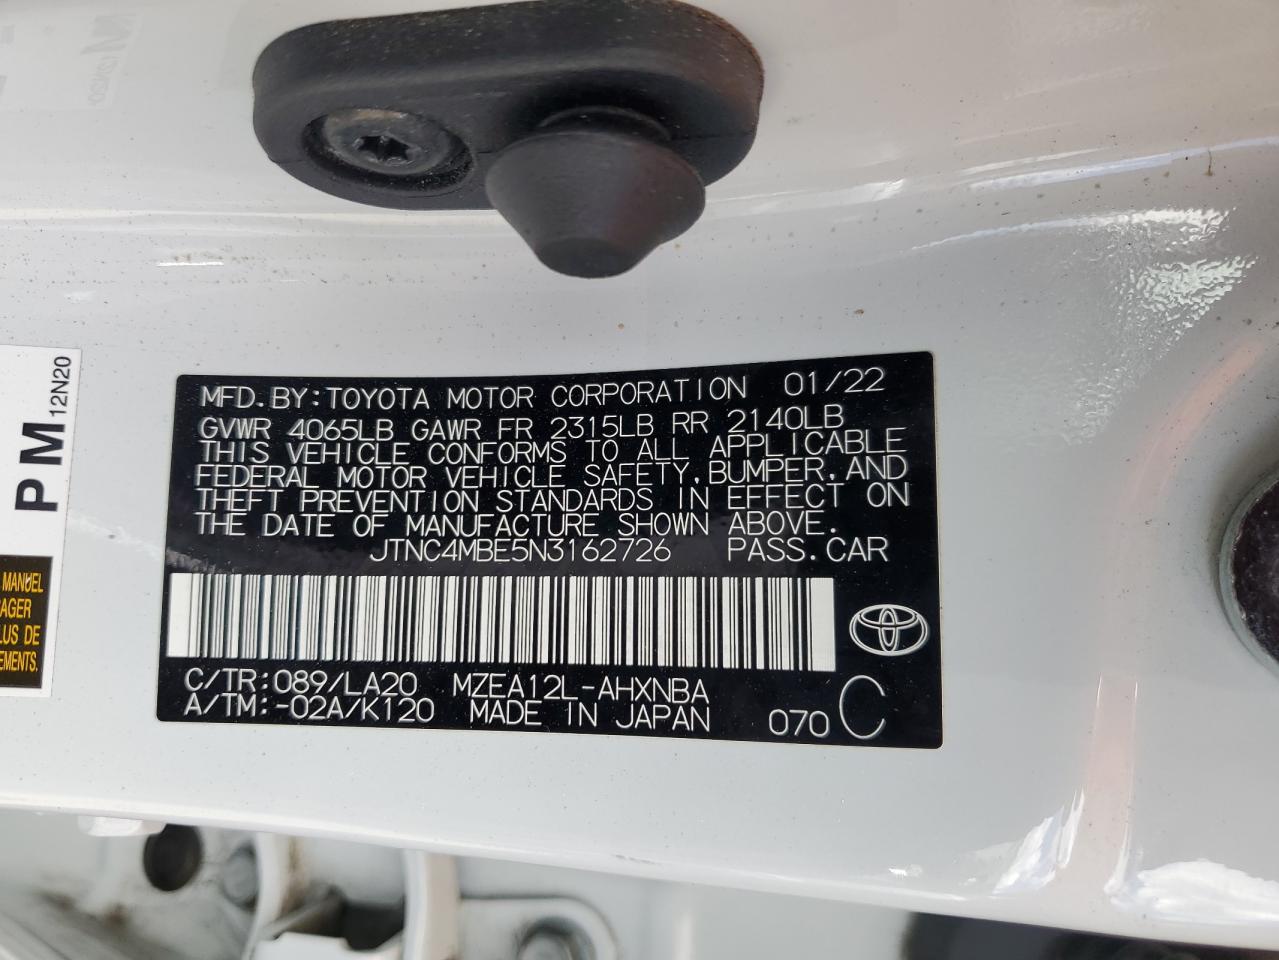 MFD.BY:TOYOTA MOTOR CORPORATION 01/22
GVWR 4065LB GAWR FR 2315LB RR 2140LB
THIS VEHICLE CONFORMS TO ALL APPLICABLE
FEDERAL MOTOR VEHICLE SAFETY,BUMPER,AND
THEFT PREVENTION STANDARDS IN EFFECT ON
THE DATE OF MANUFACTURE SHOWN ABOVE.
JTNC4MBE5N3162726 PASS.CAR
C/TR:089/LA20 MZEA12L-AHXNBA
A/TM:-02A/K120 MADE IN JAPAN 070 C
PM 12N20
MANUEL
LUS DE